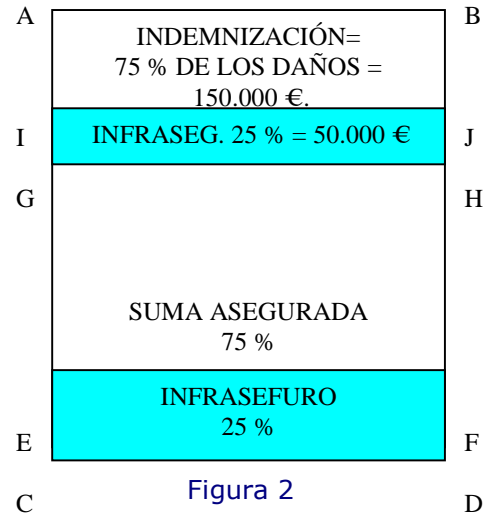 A B
INDEMNIZACIÓN=
75 % DE LOS DAÑOS =
150.000 €.
I INFRASEG. 25 % = 50.000 € J
G H
SUMA ASEGURADA
75 %
INFRASEFURO
25 %
E F
Figura 2
C D